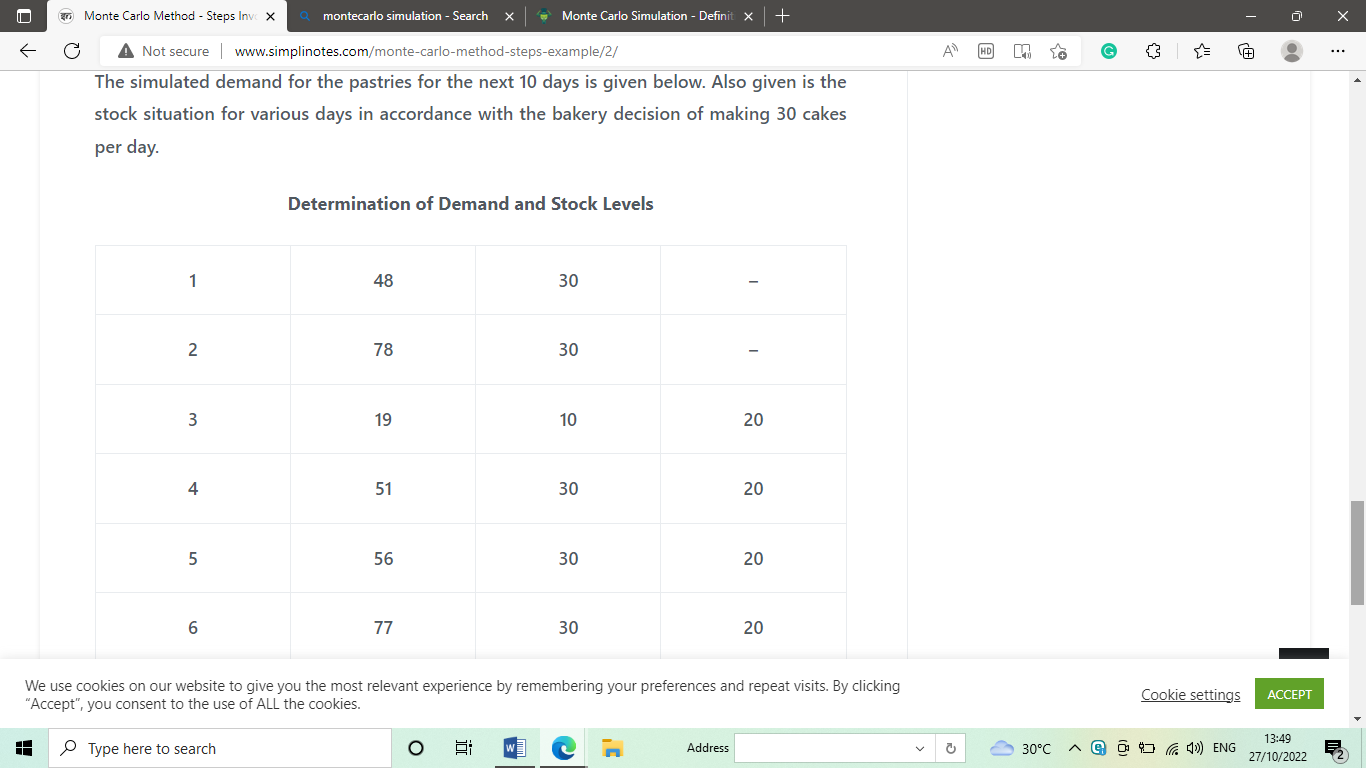 Monte Carlo Method - Steps Inv
montecarlo simulation - Search
Monte Carlo Simulation - Definit
Not secure
www.simplinotes.com/monte-carlo-method-steps-example/2/
HD
The simulated demand for the pastries for the next 10 days is given below. Also given is the
stock situation for various days in accordance with the bakery decision of making 30 cakes
per day.
Determination of Demand and Stock Levels
1 48 30 –
2 78 30 –
3 19 10 20
4 51 30 20
5 56 30 20
6 77 30 20
We use cookies on our website to give you the most relevant experience by remembering your preferences and repeat visits. By clicking
“Accept”, you consent to the use of ALL the cookies.
Cookie settings
ACCEPT
Type here to search
Address
30°C
ENG
13:49
27/10/2022
2